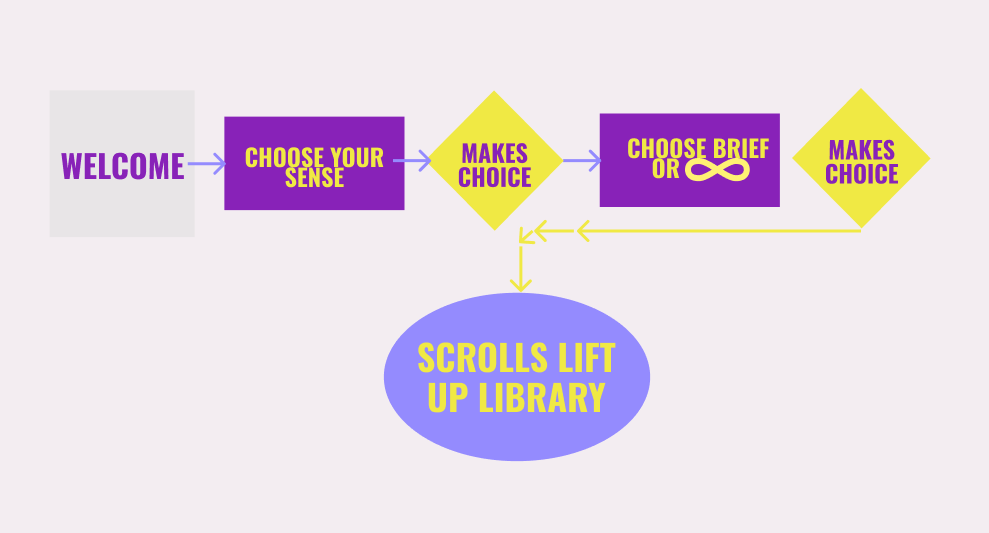 WELCOME
CHOOSE YOUR
SENSE
MAKES
CHOICE
CHOOSE BRIEF
OR ∞
MAKES
CHOICE
SCROLLS LIFT
UP LIBRARY